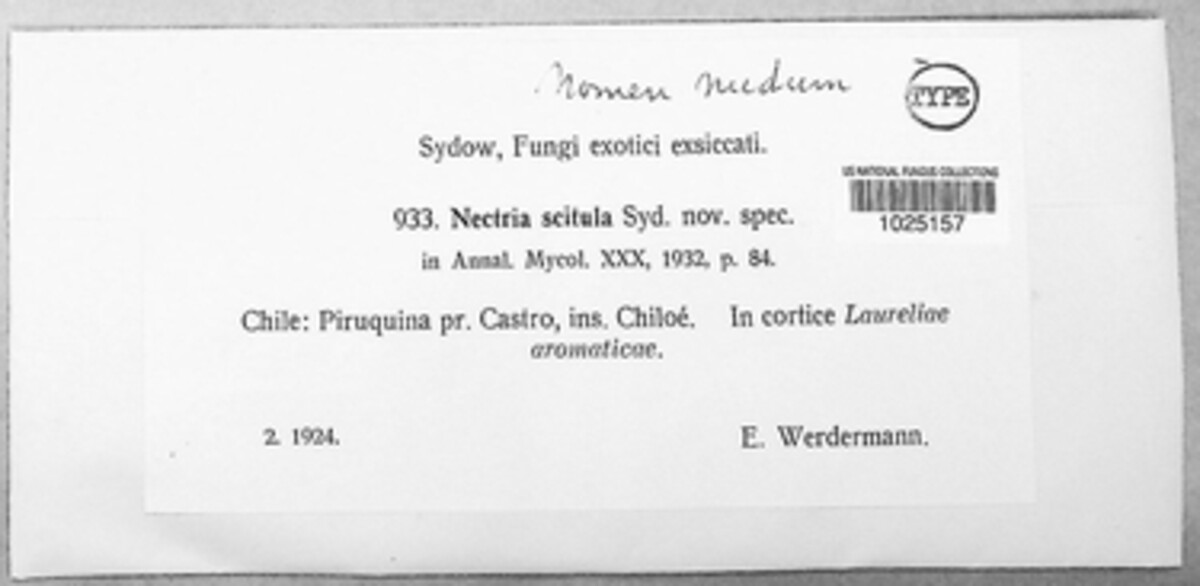 Nomen nudum
TYPE
Sydow, Fungi exotici exsiccati.
US NATIONAL FUNGUS COLLECTIONS
1025157
933. Nectria scitula Syd. nov. spec.
in Annal. Mycol. XXX, 1932, p. 84.
Chile: Piruquina pr. Castro, ins. Chiloé. In cortice Laureliae
aromaticae.
2. 1924.
E. Werdermann.